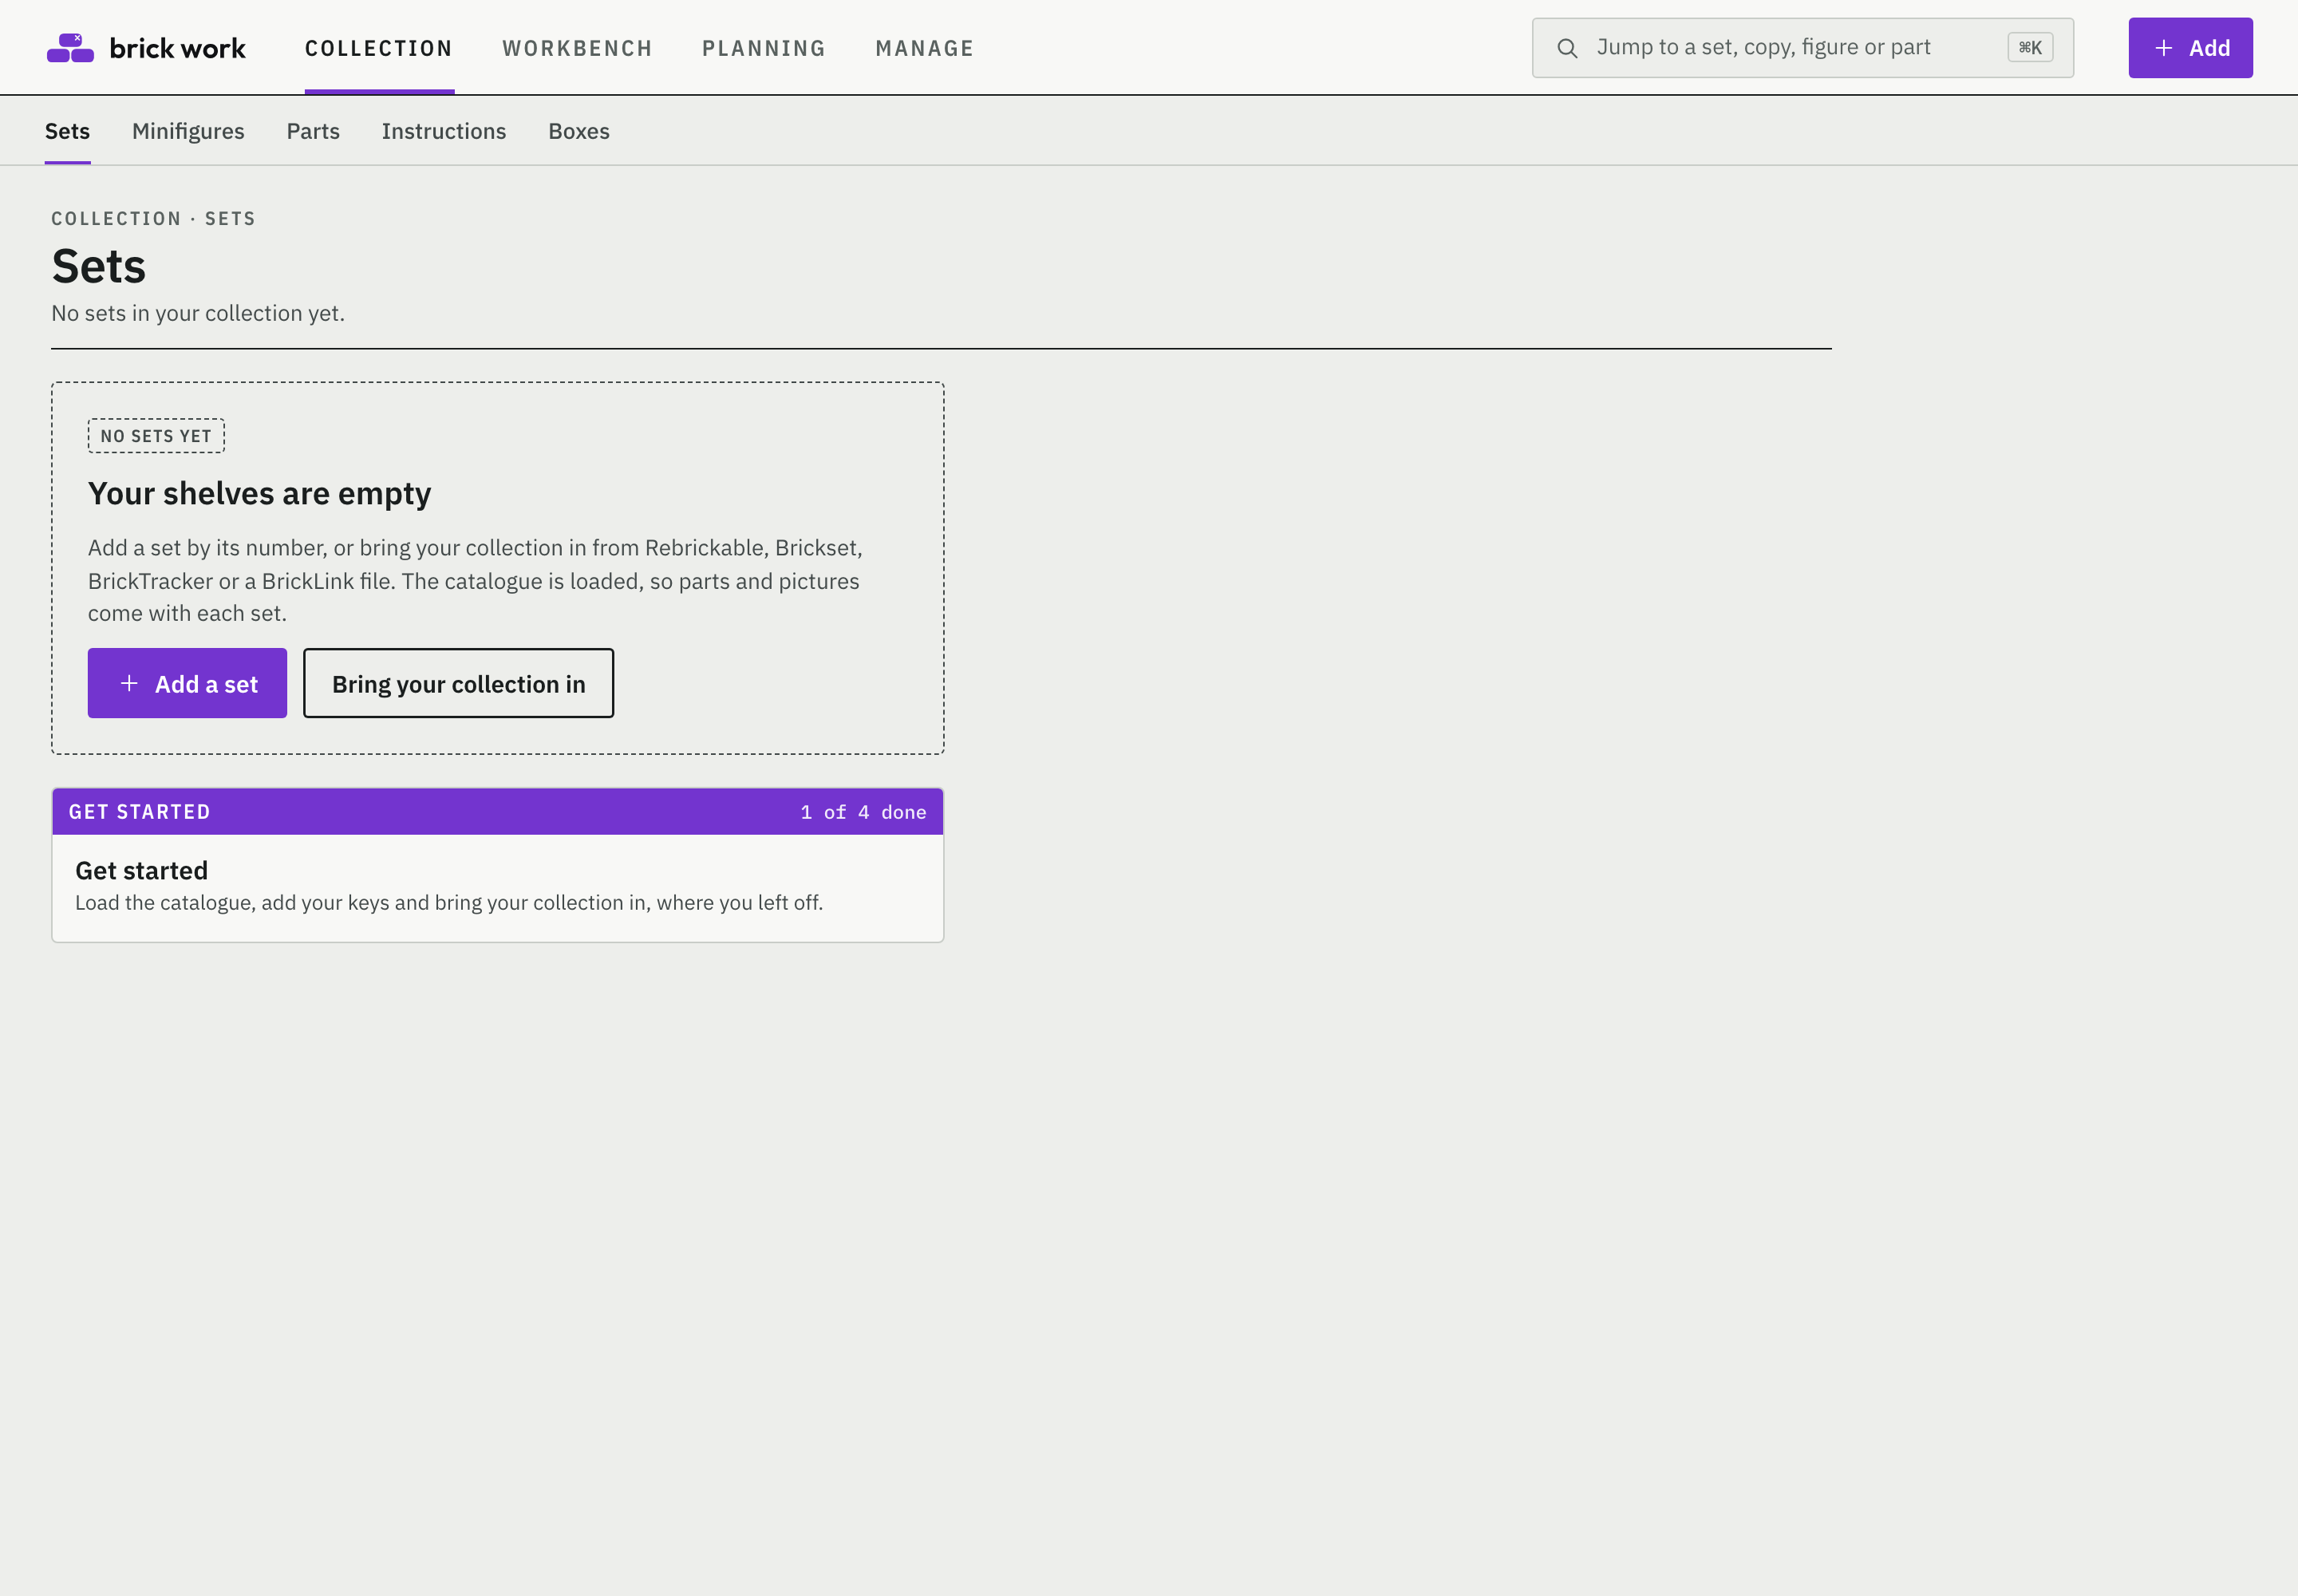 brick work
COLLECTION
WORKBENCH
PLANNING
MANAGE
Jump to a set, copy, figure or part
⌘K
Add
Sets
Minifigures
Parts
Instructions
Boxes
COLLECTION · SETS
Sets
No sets in your collection yet.
NO SETS YET
Your shelves are empty
Add a set by its number, or bring your collection in from Rebrickable, Brickset,
BrickTracker or a BrickLink file. The catalogue is loaded, so parts and pictures
come with each set.
Add a set
Bring your collection in
GET STARTED
1 of 4 done
Get started
Load the catalogue, add your keys and bring your collection in, where you left off.